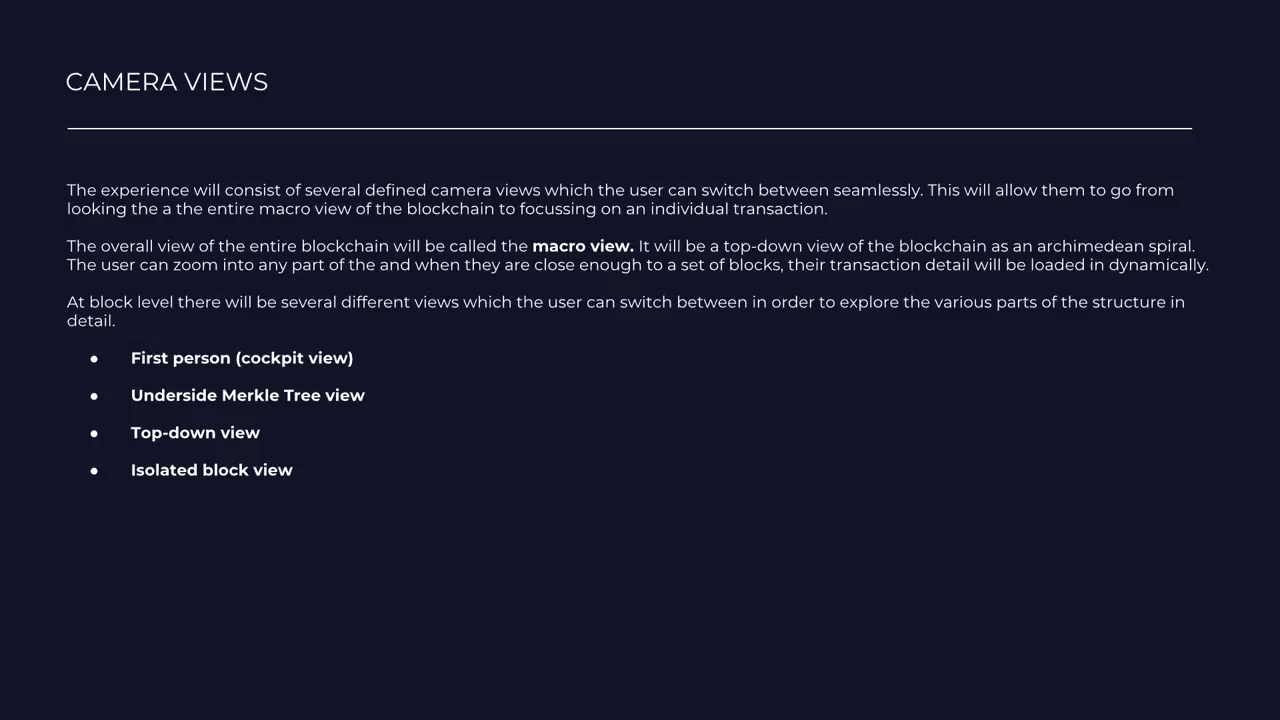 CAMERA VIEWS
The experience will consist of several defined camera views which the user can switch between seamlessly. This will allow them to go from
looking the a the entire macro view of the blockchain to focussing on an individual transaction.
The overall view of the entire blockchain will be called the macro view. It will be a top-down view of the blockchain as an archimedean spiral.
The user can zoom into any part of the and when they are close enough to a set of blocks, their transaction detail will be loaded in dynamically.
At block level there will be several different views which the user can switch between in order to explore the various parts of the structure in
detail.
● First person (cockpit view)
● Underside Merkle Tree view
● Top-down view
● Isolated block view